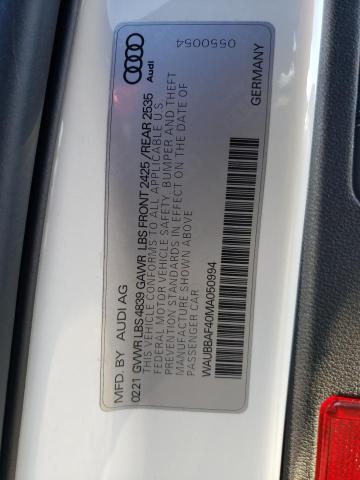 MFD. BY AUDI AG
0221 GVWR LBS 4839 GAWR LBS FRONT 2425/REAR 2535
THIS VEHICLE CONFORMS TO ALL APPLICABLE U.S.
FEDERAL MOTOR VEHICLE SAFETY, BUMPER AND THEFT
PREVENTION STANDARDS IN EFFECT ON THE DATE OF
MANUFACTURE SHOWN ABOVE
PASSENGER CAR
WAUBBAF40MA050994
GERMANY
Audi
0550054